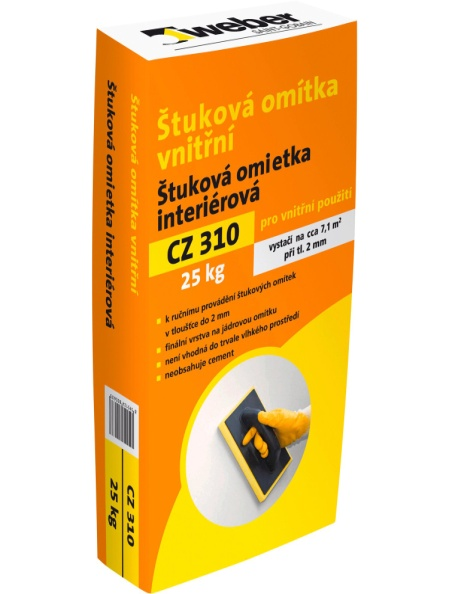 weber
SAINT-GOBAIN
Štuková omítka
vnitřní
Štuková omietka
interiérová
pro vnitřní použití
CZ 310
vystačí na cca 7,1 m²
při tl. 2 mm
25 kg
• k ručnímu provádění štukových omítek
v tloušťce do 2 mm
• finální vrstva na jádrovou omítku
• není vhodná do trvale vlhkého prostředí
• neobsahuje cement
Štuková omítka vnitřní
Štuková omietka interiérová
CZ 310
25 kg